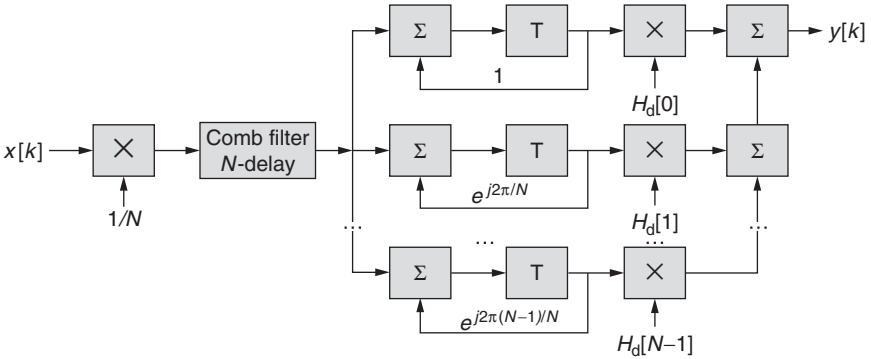 Σ T × Σ y[k]
1
H_d[0]
x[k] × Comb filter N-delay Σ T × Σ
e^{j2π/N}
1/N
H_d[1]
... ... ... ...
Σ T ×
e^{j2π(N−1)/N}
H_d[N−1]